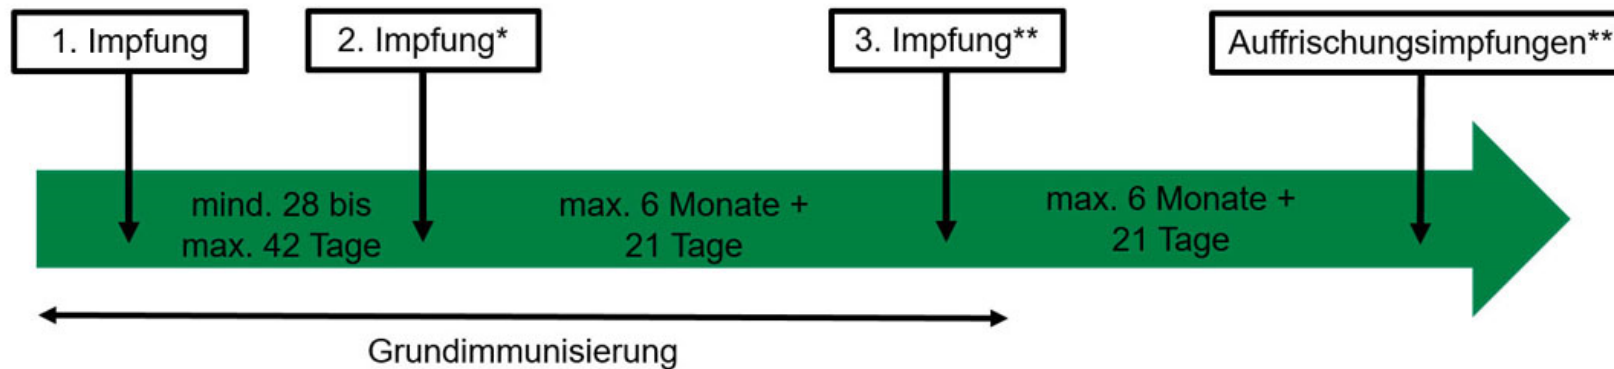 1. Impfung
2. Impfung*
3. Impfung**
Auffrischungsimpfungen**
mind. 28 bis
max. 42 Tage
max. 6 Monate +
21 Tage
max. 6 Monate +
21 Tage
Grundimmunisierung